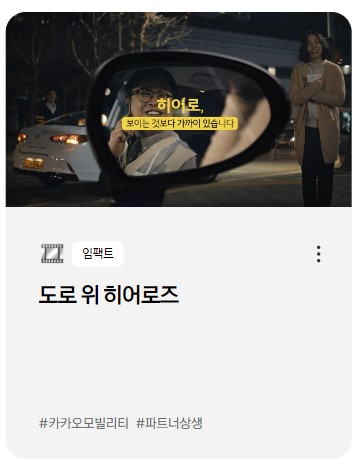 히어로,
보이는 것보다 가까이 있습니다
임팩트
도로 위 히어로즈
#카카오모빌리티 #파트너상생